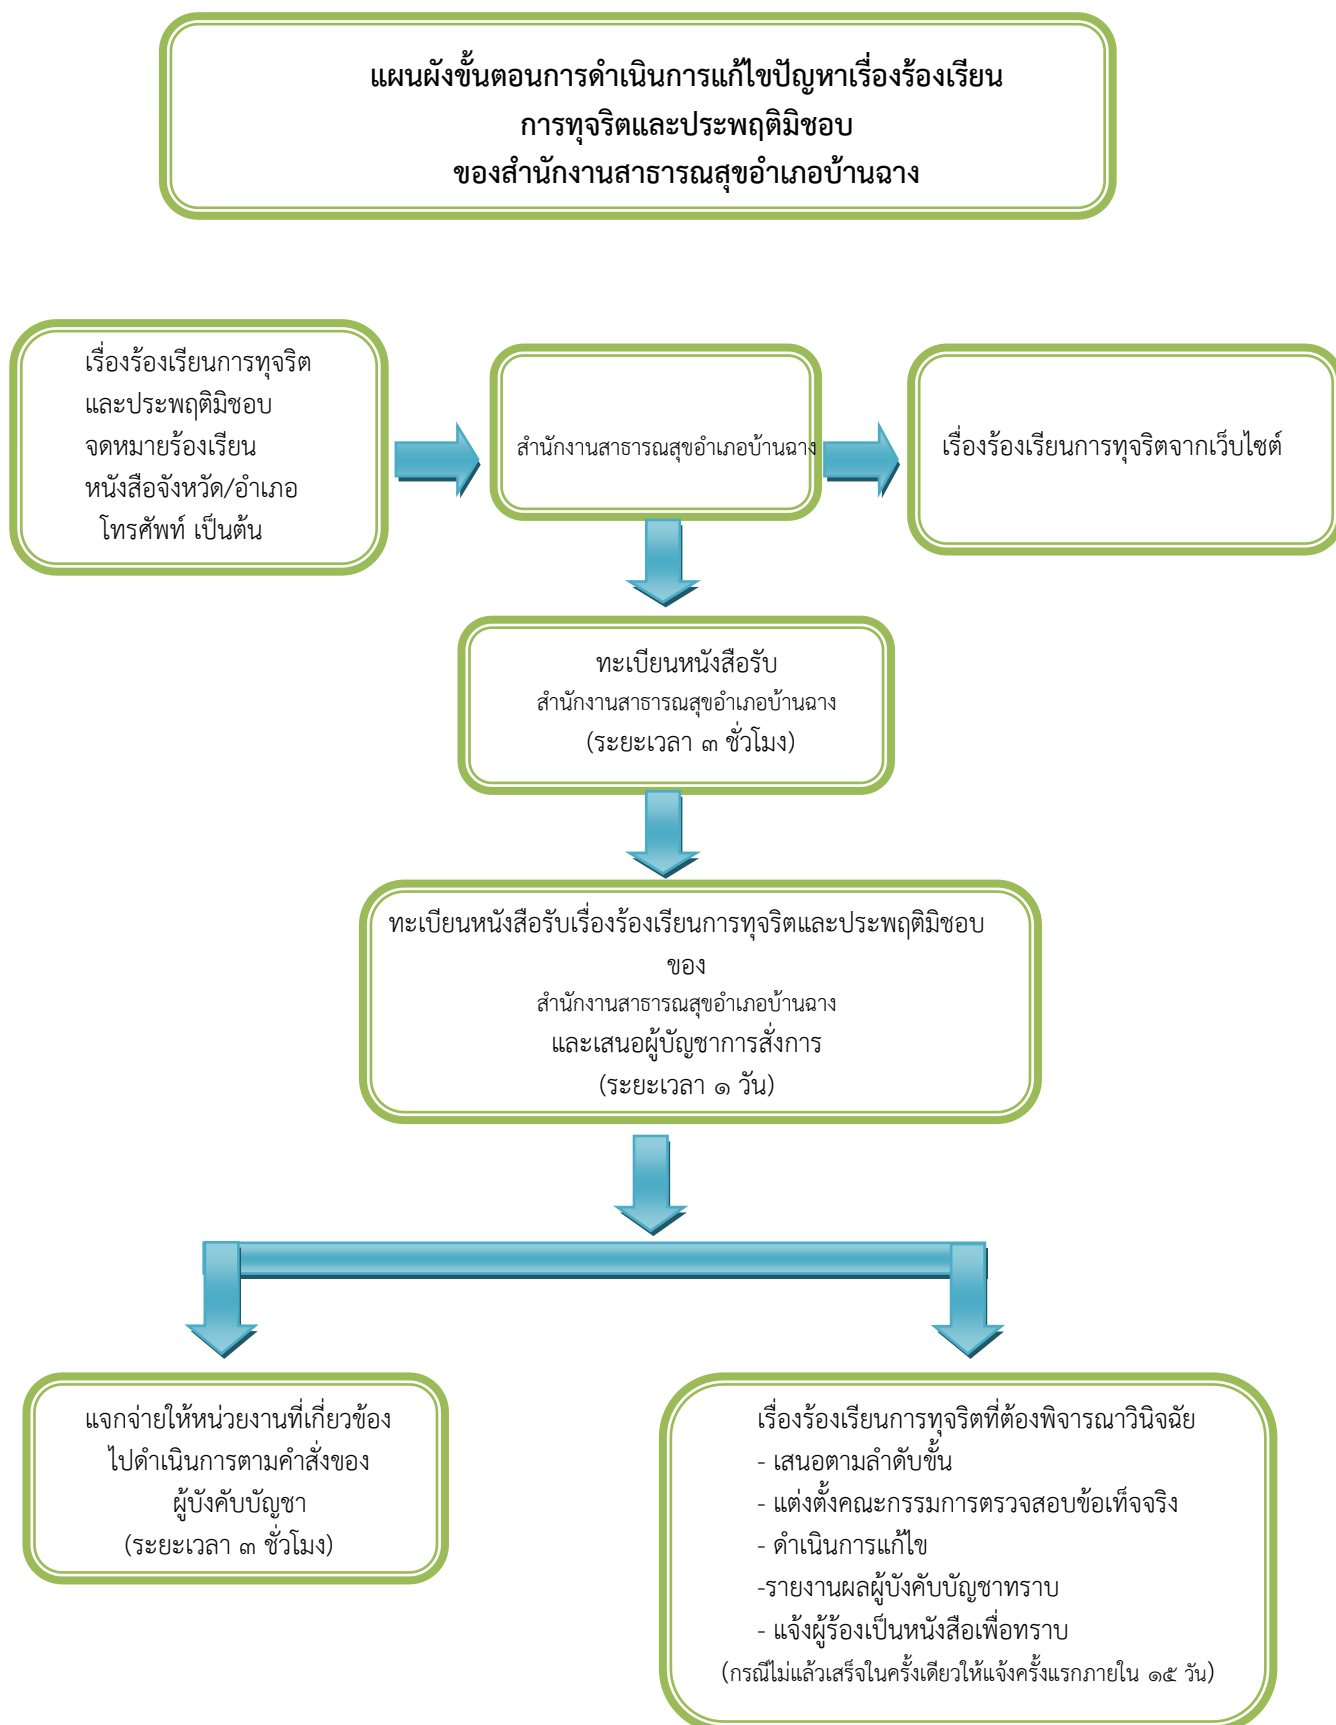 แผนผังขั้นตอนการดำเนินการแก้ไขปัญหาเรื่องร้องเรียน
การทุจริตและประพฤติมิชอบ
ของสำนักงานสาธารณสุขอำเภอบ้านฉาง
เรื่องร้องเรียนการทุจริต
และประพฤติมิชอบ
จดหมายร้องเรียน
หนังสือจังหวัด/อำเภอ
โทรศัพท์ เป็นต้น
สำนักงานสาธารณสุขอำเภอบ้านฉาง
เรื่องร้องเรียนการทุจริตจากเว็บไซต์
ทะเบียนหนังสือรับ
สำนักงานสาธารณสุขอำเภอบ้านฉาง
(ระยะเวลา ๓ ชั่วโมง)
ทะเบียนหนังสือรับเรื่องร้องเรียนการทุจริตและประพฤติมิชอบ
ของ
สำนักงานสาธารณสุขอำเภอบ้านฉาง
และเสนอผู้บัญชาการสั่งการ
(ระยะเวลา ๑ วัน)
แจกจ่ายให้หน่วยงานที่เกี่ยวข้อง
ไปดำเนินการตามคำสั่งของ
ผู้บังคับบัญชา
(ระยะเวลา ๓ ชั่วโมง)
เรื่องร้องเรียนการทุจริตที่ต้องพิจารณาวินิจฉัย
- เสนอตามลำดับขั้น
- แต่งตั้งคณะกรรมการตรวจสอบข้อเท็จจริง
- ดำเนินการแก้ไข
-รายงานผลผู้บังคับบัญชาทราบ
- แจ้งผู้ร้องเป็นหนังสือเพื่อทราบ
(กรณีไม่แล้วเสร็จในครั้งเดียวให้แจ้งครั้งแรกภายใน ๑๕ วัน)